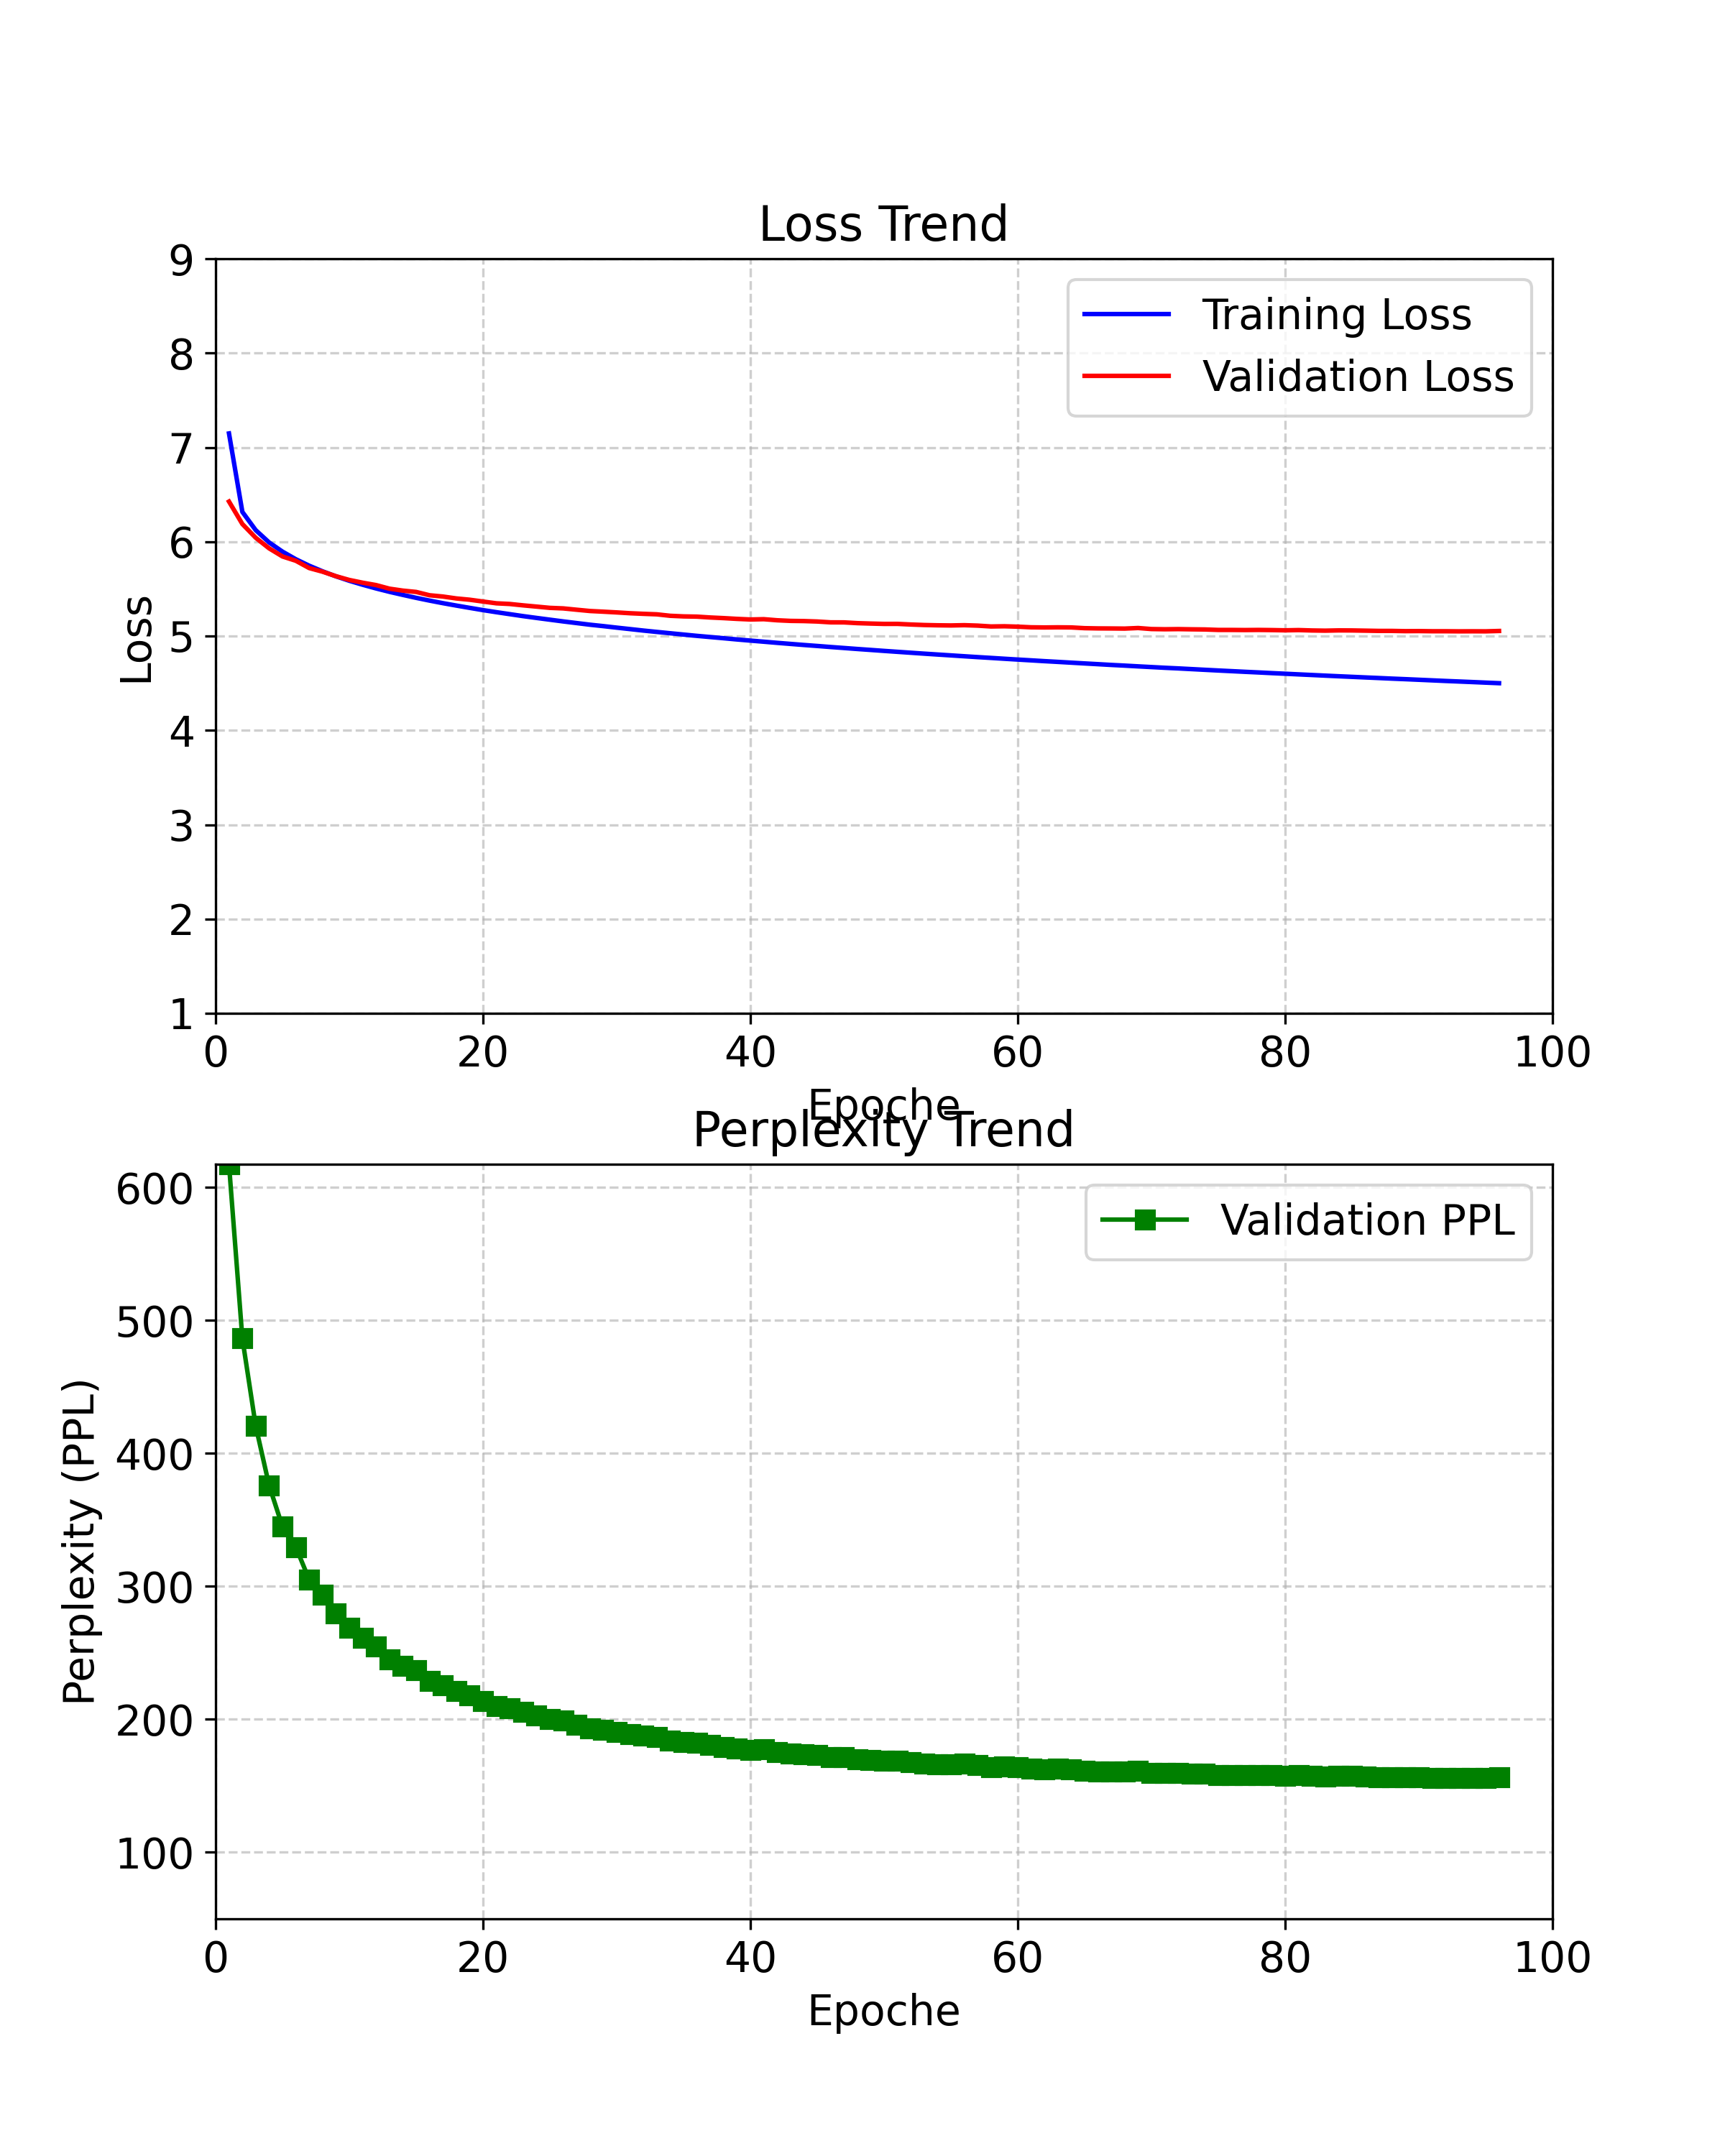 Loss Trend
9
8
7
6
5
4
3
2
1
Loss
Training Loss
Validation Loss
0 20 40 60 80 100
Epoche
Perplexity Trend
600
500
400
300
200
100
Perplexity (PPL)
Validation PPL
0 20 40 60 80 100
Epoche